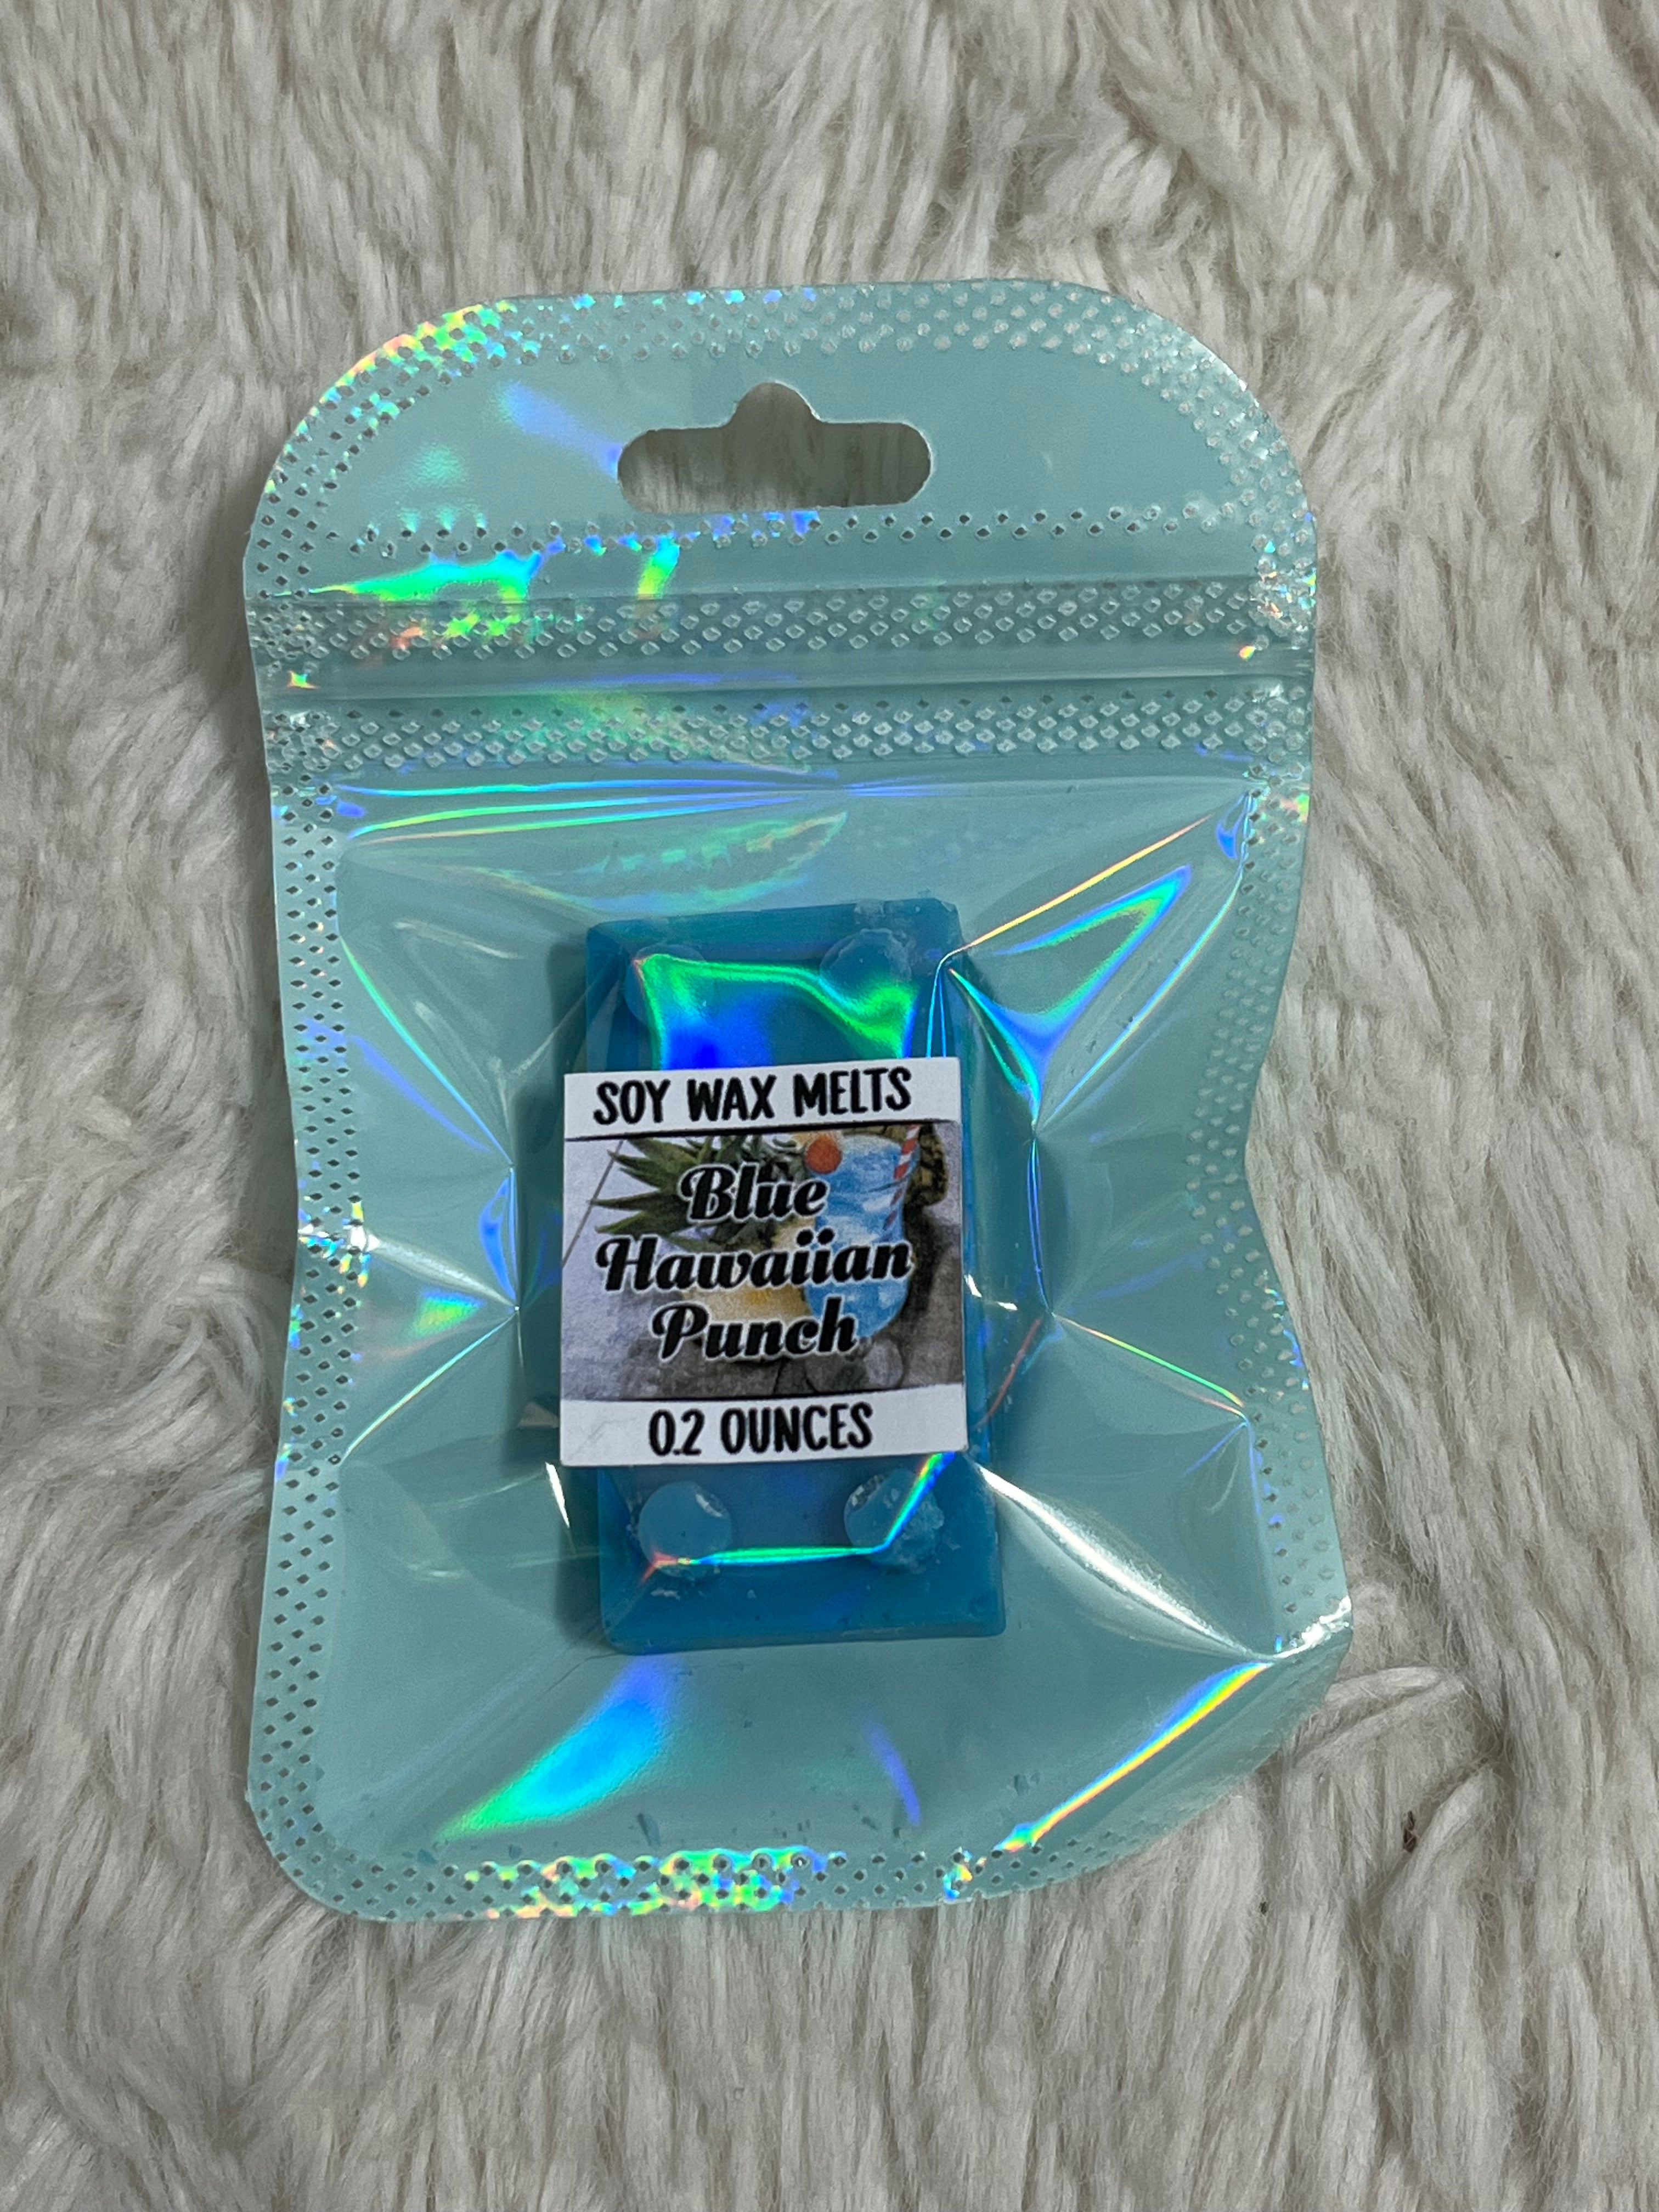 SOY WAX MELTS
Blue
Hawaiian
Punch
0.2 OUNCES